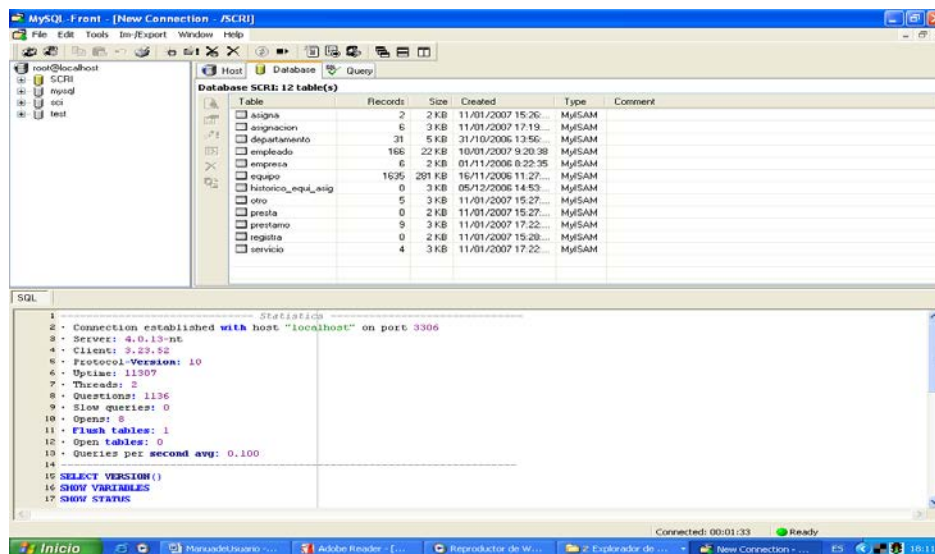 MySQL-Front - [New Connection - /SCRI]
File Edit Tools Im-/Export Window Help
root@localhost
SCRI
mysql
sci
test
Host Database Query
Database SCRI: 12 table(s)
Table Records Size Created Type Comment
asigna 2 2 KB 11/01/2007 15:26:... MyISAM
asignacion 6 3 KB 11/01/2007 17:19:... MyISAM
departamento 31 5 KB 31/10/2006 13:56:... MyISAM
empleado 166 22 KB 10/01/2007 9:20:38 MyISAM
empresa 6 2 KB 01/11/2006 8:22:35 MyISAM
equipo 1635 281 KB 16/11/2006 11:27:... MyISAM
historico_equi_asig 0 3 KB 05/12/2006 14:53:... MyISAM
otro 5 3 KB 11/01/2007 15:27:... MyISAM
presta 0 2 KB 11/01/2007 15:27:... MyISAM
prestamo 9 3 KB 11/01/2007 17:22:... MyISAM
registra 0 2 KB 11/01/2007 15:28:... MyISAM
servicio 4 3 KB 11/01/2007 17:22:... MyISAM
SQL
1 ---------- Statistics ----------
2 · Connection established with host "localhost" on port 3306
3 · Server: 4.0.13-nt
4 · Client: 3.23.52
5 · Protocol-Version: 10
6 · Uptime: 11307
7 · Threads: 2
8 · Questions: 1136
9 · Slow queries: 0
10 · Opens: 8
11 · Flush tables: 1
12 · Open tables: 0
13 · Queries per second avg: 0.100
14 ----------
15 SELECT VERSION()
16 SHOW VARIABLES
17 SHOW STATUS
Connected: 00:01:33 Ready
Inicio ManualdeUsuario -... Adobe Reader - [... Reproductor de W... 2 Explorador de ... New Connection - ... ES